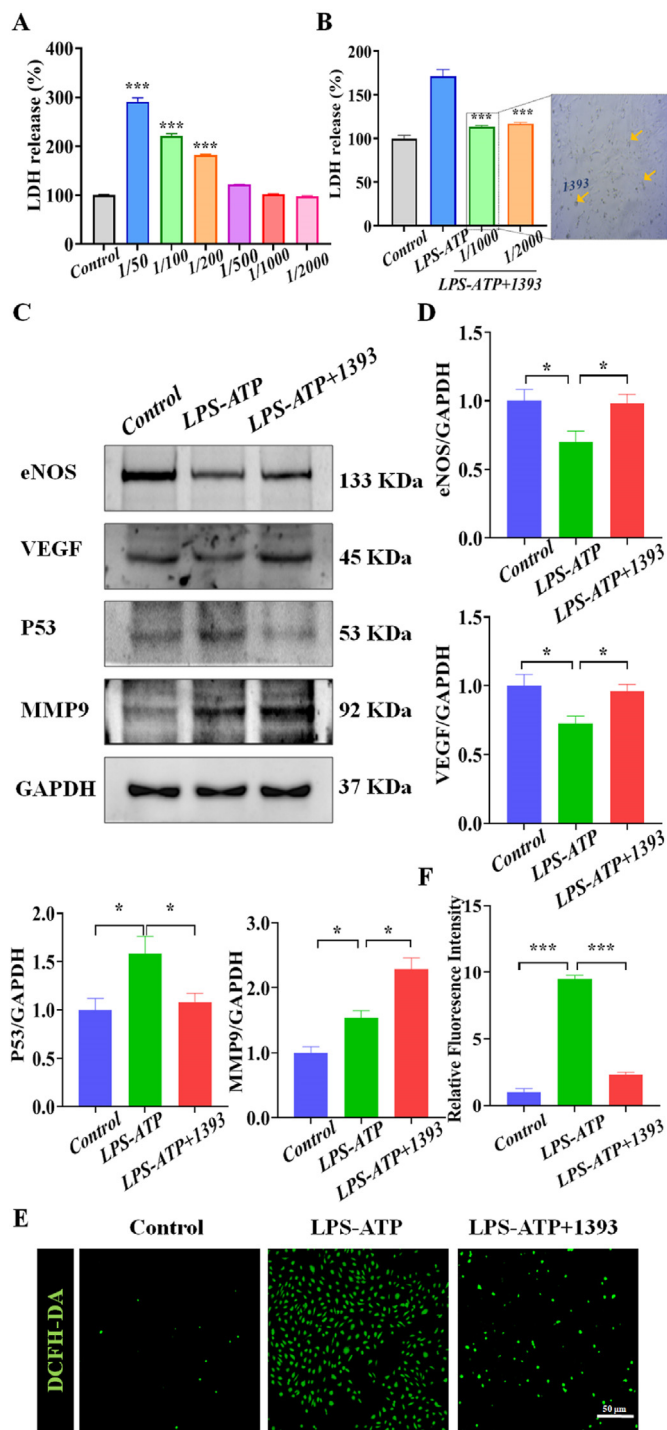 A
LDH releaase (%)
400
300
200
100
0
***
***
***
Control
1/50
1/100
1/200
1/500
1/1000
1/2000
B
LDH release (%)
200
150
100
50
0
***
***
Control
LPS-ATP
1/1000
1/2000
LPS-ATP+1393
1393
C
Control
LPS-ATP
LPS-ATP+1393
eNOS
133 KDa
VEGF
45 KDa
P53
53 KDa
MMP9
92 KDa
GAPDH
37 KDa
D
eNOS/GAPDH
1.0
0.5
0.0
*
*
Control
LPS-ATP
LPS-ATP+1393
VEGF/GAPDH
1.0
0.5
0.0
*
*
Control
LPS-ATP
LPS-ATP+1393
P53/GAPDH
2.0
1.5
1.0
0.5
0.0
*
*
Control
LPS-ATP
LPS-ATP+1393
MMP9/GAPDH
3.0
2.0
1.0
0.0
*
*
Control
LPS-ATP
LPS-ATP+1393
F
Relative Fluoresence Intensity
15
10
5
0
***
***
Control
LPS-ATP
LPS-ATP+1393
E
Control
LPS-ATP
LPS-ATP+1393
DCFH-DA
50 μm